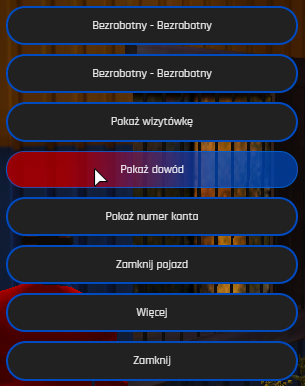 Bezrobotny - Bezrobotny
Bezrobotny - Bezrobotny
Pokaż wizytówkę
Pokaż dowód
Pokaż numer konta
Zamknij pojazd
Więcej
Zamknij